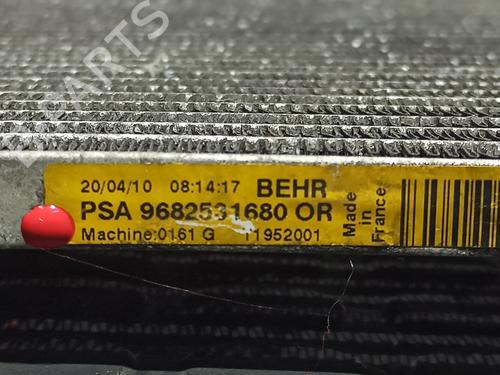 20/04/10 08:14:17 BEHR
PSA 9682531680 OR
Machine:0161 G 11952001
Made
in
France